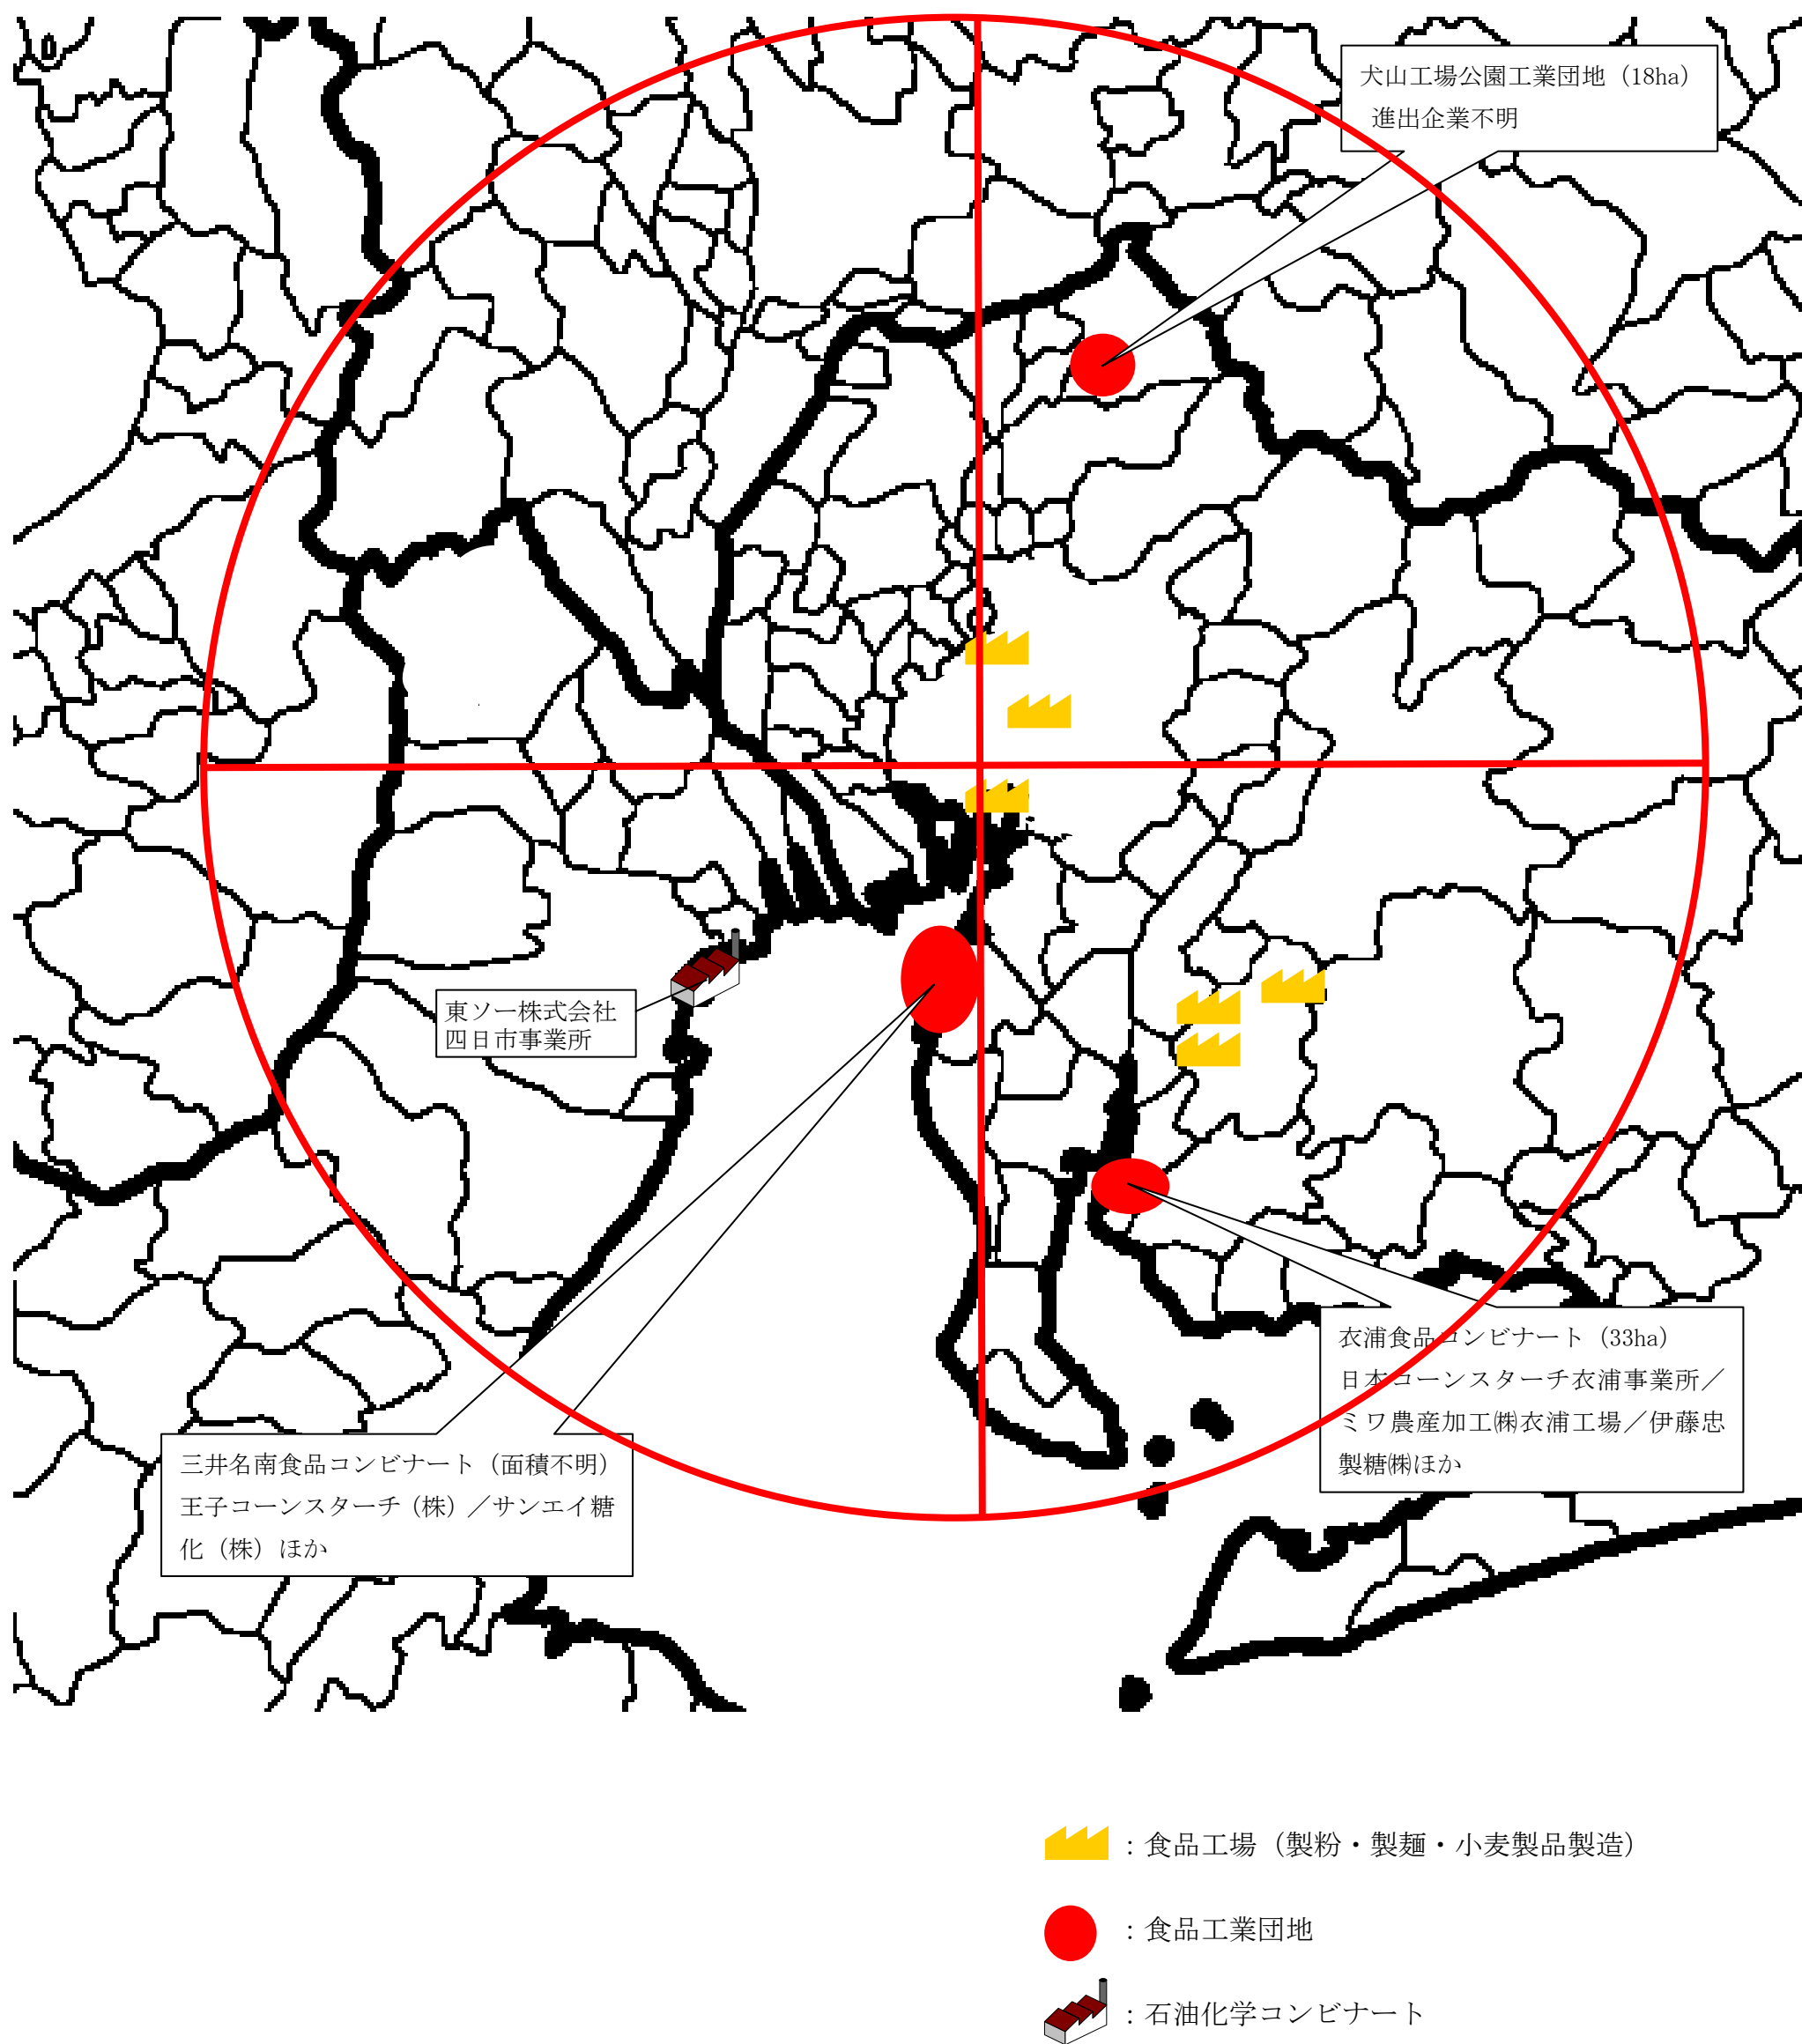 犬山工場公園工業団地（18ha）
進出企業不明
東ソー株式会社
四日市事業所
衣浦食品コンビナート（33ha）
日本コーンスターチ衣浦事業所／
ミワ農産加工㈱衣浦工場／伊藤忠
製糖㈱ほか
三井名南食品コンビナート（面積不明）
王子コーンスターチ（株）／サンエイ糖
化（株）ほか
：食品工場（製粉・製麺・小麦製品製造）
：食品工業団地
：石油化学コンビナート